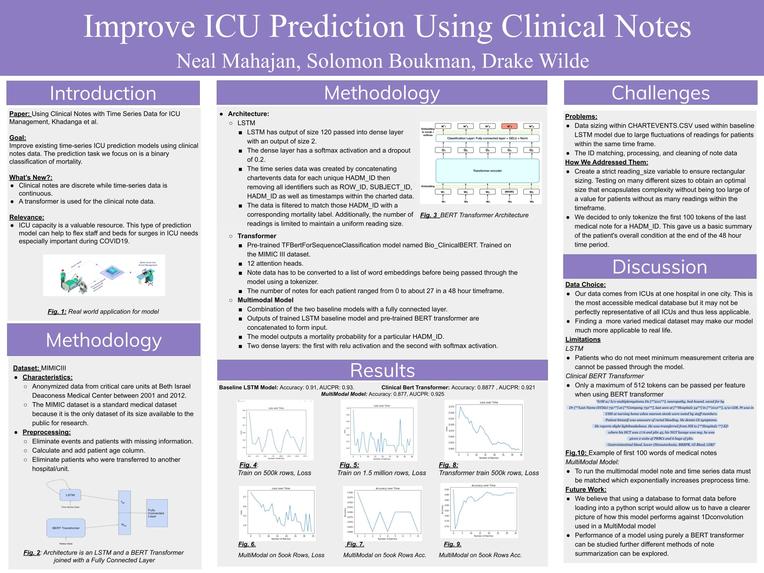 Improve ICU Prediction Using Clinical Notes
Neal Mahajan, Solomon Boukman, Drake Wilde
Introduction
Paper: Using Clinical Notes with Time Series Data for ICU
Management, Khadanga et al.
Goal:
Improve existing time-series ICU prediction models using clinical
notes data. The prediction task we focus on is a binary
classification of mortality.
What's New?:
● Clinical notes are discrete while time-series data is
continuous.
● A transformer is used for the clinical note data.
Relevance:
● ICU capacity is a valuable resource. This type of prediction
model can help to flex staff and beds for surges in ICU needs
especially important during COVID19.
Fig. 1: Real world application for model
Methodology
Dataset: MIMICIII
● Characteristics:
○ Anonymized data from critical care units at Beth Israel
Deaconess Medical Center between 2001 and 2012.
○ The MIMIC dataset is a standard medical dataset
because it is the only dataset of its size available to the
public for research.
● Preprocessing:
○ Eliminate events and patients with missing information.
○ Calculate and add patient age column.
○ Eliminate patients who were transferred to another
hospital/unit.
LSTM
BERT Transformer
Fully
Connected
Layer
Fig. 2: Architecture is an LSTM and a BERT Transformer
joined with a Fully Connected Layer
Methodology
● Architecture:
○ LSTM
■ LSTM has output of size 120 passed into dense layer
with an output of size 2.
■ The dense layer has a softmax activation and a dropout
of 0.2.
■ The time series data was created by concatenating
chartevents data for each unique HADM_ID then
removing all identifiers such as ROW_ID, SUBJECT_ID,
HADM_ID as well as timestamps within the charted data.
■ The data is filtered to match those HADM_ID with a
corresponding mortality label. Additionally, the number of
readings is limited to maintain a uniform reading size.
Transformer encoder
Fig. 3 BERT Transformer Architecture
○ Transformer
■ Pre-trained TFBertForSequenceClassification model named Bio_ClinicalBERT. Trained on
the MIMIC III dataset.
■ 12 attention heads.
■ Note data has to be converted to a list of word embeddings before being passed through the
model using a tokenizer.
■ The number of notes for each patient ranged from 0 to about 27 in a 48 hour timeframe.
○ Multimodal Model
■ Combination of the two baseline models with a fully connected layer.
■ Outputs of trained LSTM baseline model and pre-trained BERT transformer are
concatenated to form input.
■ The model outputs a mortality probability for a particular HADM_ID.
■ Two dense layers: the first with relu activation and the second with softmax activation.
Results
Baseline LSTM Model: Accuracy: 0.91, AUCPR: 0.93. Clinical Bert Transformer: Accuracy: 0.8877 , AUCPR: 0.921
MultiModal Model: Accuracy: 0.877, AUCPR: 0.925
Fig. 4:
Train on 500k rows, Loss
Fig. 5:
Train on 1.5 million rows, Loss
Fig. 8:
Transformer train 500k rows, Loss
Fig. 6.
MultiModal on 5ook Rows, Loss
Fig. 7.
MultiModal on 5ook Rows Acc.
Fig. 9.
MultiModal on 5ook Rows Acc.
Challenges
Problems:
● Data sizing within CHARTEVENTS.CSV used within baseline
LSTM model due to large fluctuations of readings for patients
within the same time frame.
● The ID matching, processing, and cleaning of note data
How We Addressed Them:
● Create a strict reading_size variable to ensure rectangular
sizing. Testing on many different sizes to obtain an optimal
size that encapsulates complexity without being too large of
a value for patients without as many readings within the
timeframe.
● We decided to only tokenize the first 100 tokens of the last
medical note for a HADM_ID. This gave us a basic summary
of the patient's overall condition at the end of the 48 hour
time period.
Discussion
Data Choice:
● Our data comes from ICUs at one hospital in one city. This is
the most accessible medical database but it may not be
perfectly representative of all ICUs and thus less applicable.
● Finding a more varied medical dataset may make our model
much more applicable to real life.
Limitations
LSTM
● Patients who do not meet minimum measurement criteria are
cannot be passed through the model.
Clinical BERT Transformer
● Only a maximum of 512 tokens can be passed per feature
when using BERT transformer
Fig.10: Example of first 100 words of medical notes
MultiModal Model:
● To run the multimodal model note and time series data must
be matched which exponentially increases preprocess time.
Future Work:
● We believe that using a database to format data before
loading into a python script would allow us to have a clearer
picture of how this model performs against 1Dconvolution
used in a MultiModal model
● Performance of a model using purely a BERT transformer
can be studied further different methods of note
summarization can be explored.